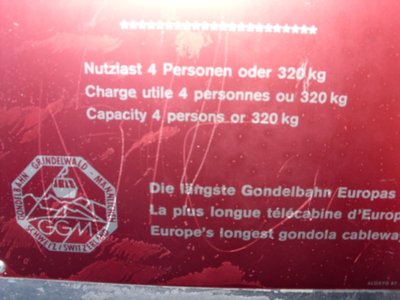 ********************
Nutzlast 4 Personen oder 320 kg
Charge utile 4 personnes ou 320 kg
Capacity 4 persons or 320 kg
GONDELBAHN GRINDELWALD - MÄNNLICHEN
GGM
SCHWEIZ/SWITZERLAND
Die längste Gondelbahn Europas
La plus longue télécabine d'Europ
Europe's longest gondola cableway